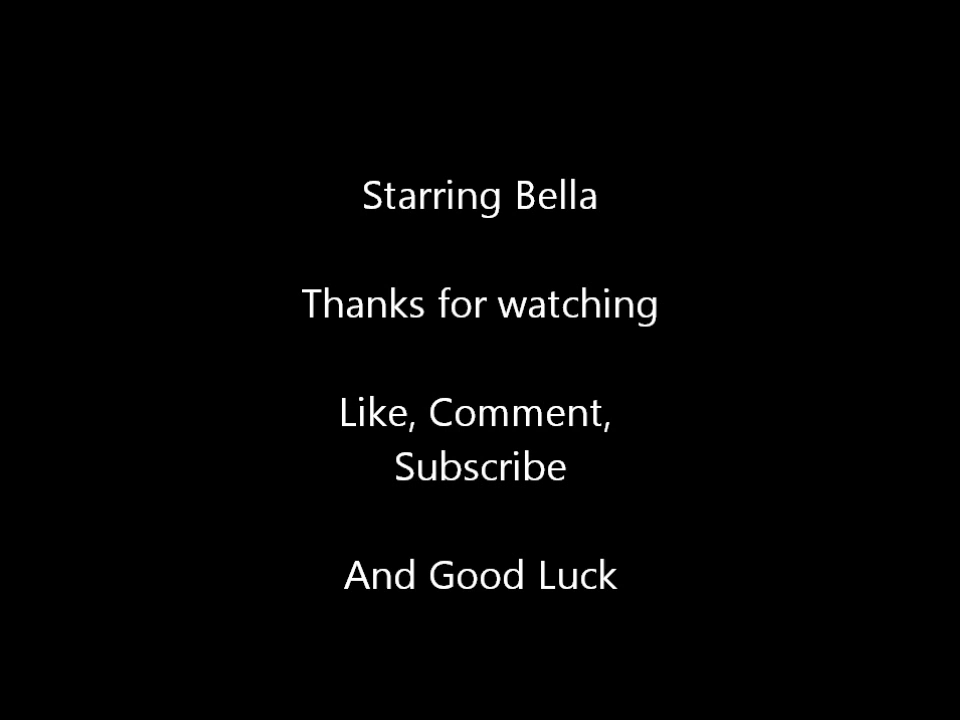 Starring Bella
Thanks for watching
Like, Comment,
Subscribe
And Good Luck